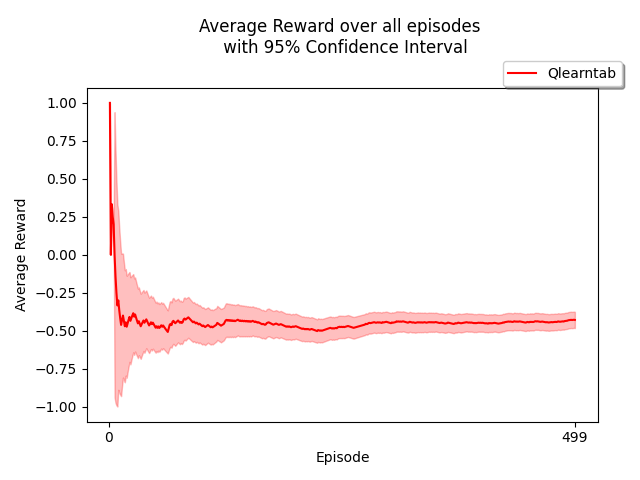 Average Reward over all episodes
with 95% Confidence Interval
Qlearntab
1.00
0.75
0.50
0.25
0.00
−0.25
−0.50
−0.75
−1.00
Average Reward
0
499
Episode